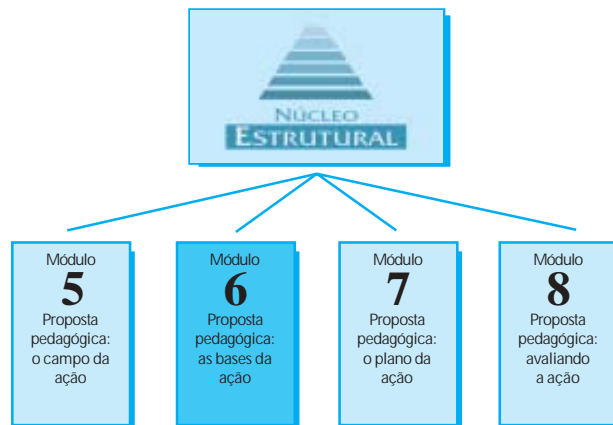 NÚCLEO
ESTRUTURAL
Módulo
5
Proposta
pedagógica:
o campo da
ação
Módulo
6
Proposta
pedagógica:
as bases da
ação
Módulo
7
Proposta
pedagógica:
o plano da
ação
Módulo
8
Proposta
pedagógica:
avaliando
a ação